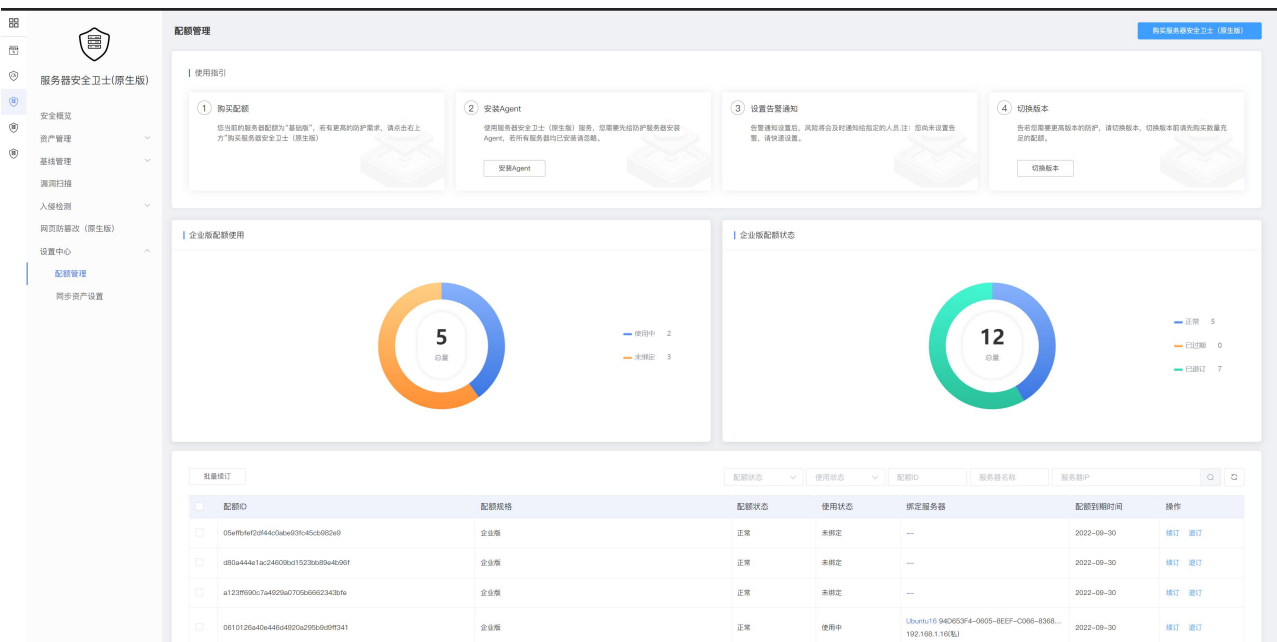 配额管理
购买服务器安全卫士（原生版）
服务器安全卫士(原生版)
安全概览
资产管理
基线管理
漏洞扫描
入侵检测
网页防篡改（原生版）
设置中心
配额管理
同步资产设置
使用指引
1 购买配额
您当前的服务器配额为“基础版”，若有更高的防护需求，请点击右上
方“购买服务器安全卫士（原生版）
2 安装Agent
使用服务器安全卫士（原生版）服务，您需要先给防护服务器安装
Agent，若所有服务器均已安装请忽略。
安装Agent
3 设置告警通知
告警通知设置后，风险将会及时通知给指定的人员;注：您尚未设置告
警，请快速设置。
4 切换版本
告若您需要更高版本的防护，请切换版本，切换版本前请先购买数量充
足的配额。
切换版本
企业版配额使用
5
总量
使用中 2
未绑定 3
企业版配额状态
12
总量
正常 5
已过期 0
已退订 7
批量续订
配额状态 使用状态 配额ID 服务器名称 服务器IP
配额ID 配额规格 配额状态 使用状态 绑定服务器 配额到期时间 操作
05effbfef2df44c0abe93fc45cb982e9 企业版 正常 未绑定 -- 2022-09-30 续订 退订
d80a444e1ac24609bd1523bb89e4b96f 企业版 正常 未绑定 -- 2022-09-30 续订 退订
a123ff690c7a4929a0705b6662343bfe 企业版 正常 未绑定 -- 2022-09-30 续订 退订
0610126a40e446d4920a295b9d9ff341 企业版 正常 使用中 Ubuntu16 94D653F4-0605-8EEF-C066-8368... 2022-09-30 续订 退订
192.168.1.16(私)